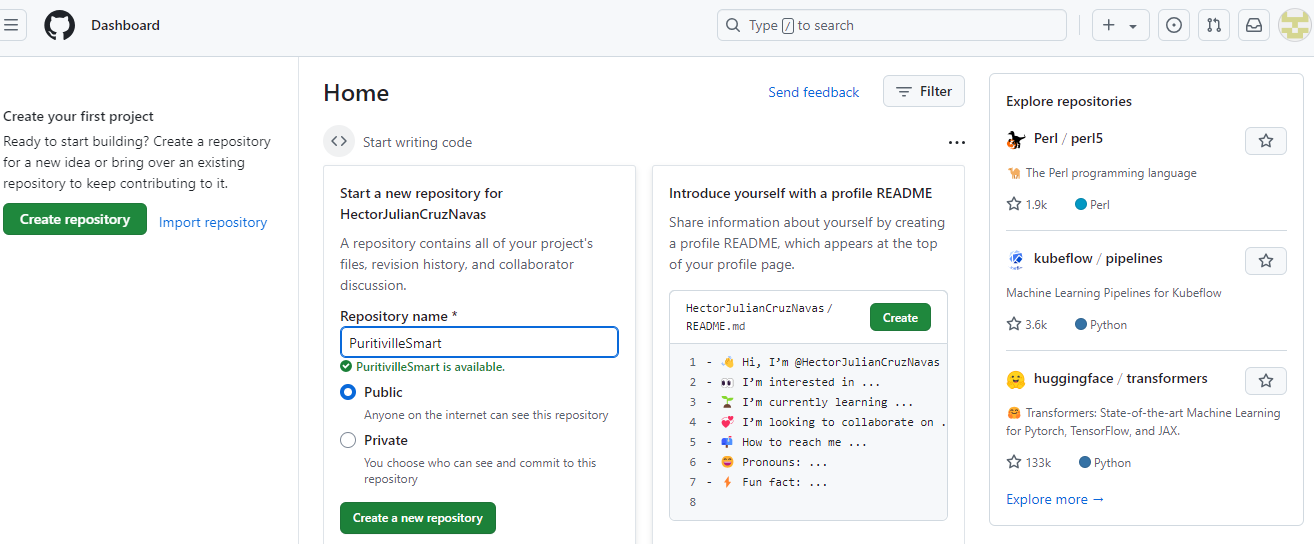 Dashboard
Type / to search
Create your first project
Ready to start building? Create a repository
for a new idea or bring over an existing
repository to keep contributing to it.
Create repository
Import repository
Home
Send feedback
Filter
Start writing code
Start a new repository for
HectorJulianCruzNavas
A repository contains all of your project's
files, revision history, and collaborator
discussion.
Repository name *
PuritivilleSmart
PuritivilleSmart is available.
Public
Anyone on the internet can see this repository
Private
You choose who can see and commit to this
repository
Create a new repository
Introduce yourself with a profile README
Share information about yourself by creating
a profile README, which appears at the top
of your profile page.
HectorJulianCruzNavas /
README.md
Create
1 - 👋 Hi, I’m @HectorJulianCruzNavas
2 - 👀 I’m interested in ...
3 - 🌱 I’m currently learning ...
4 - 💞️ I’m looking to collaborate on .
5 - 📫 How to reach me ...
6 - 😄 Pronouns: ...
7 - ⚡ Fun fact: ...
8
Explore repositories
Perl / perl5
🐪 The Perl programming language
1.9k Perl
kubeflow / pipelines
Machine Learning Pipelines for Kubeflow
3.6k Python
huggingface / transformers
🤗 Transformers: State-of-the-art Machine Learning
for Pytorch, TensorFlow, and JAX.
133k Python
Explore more →